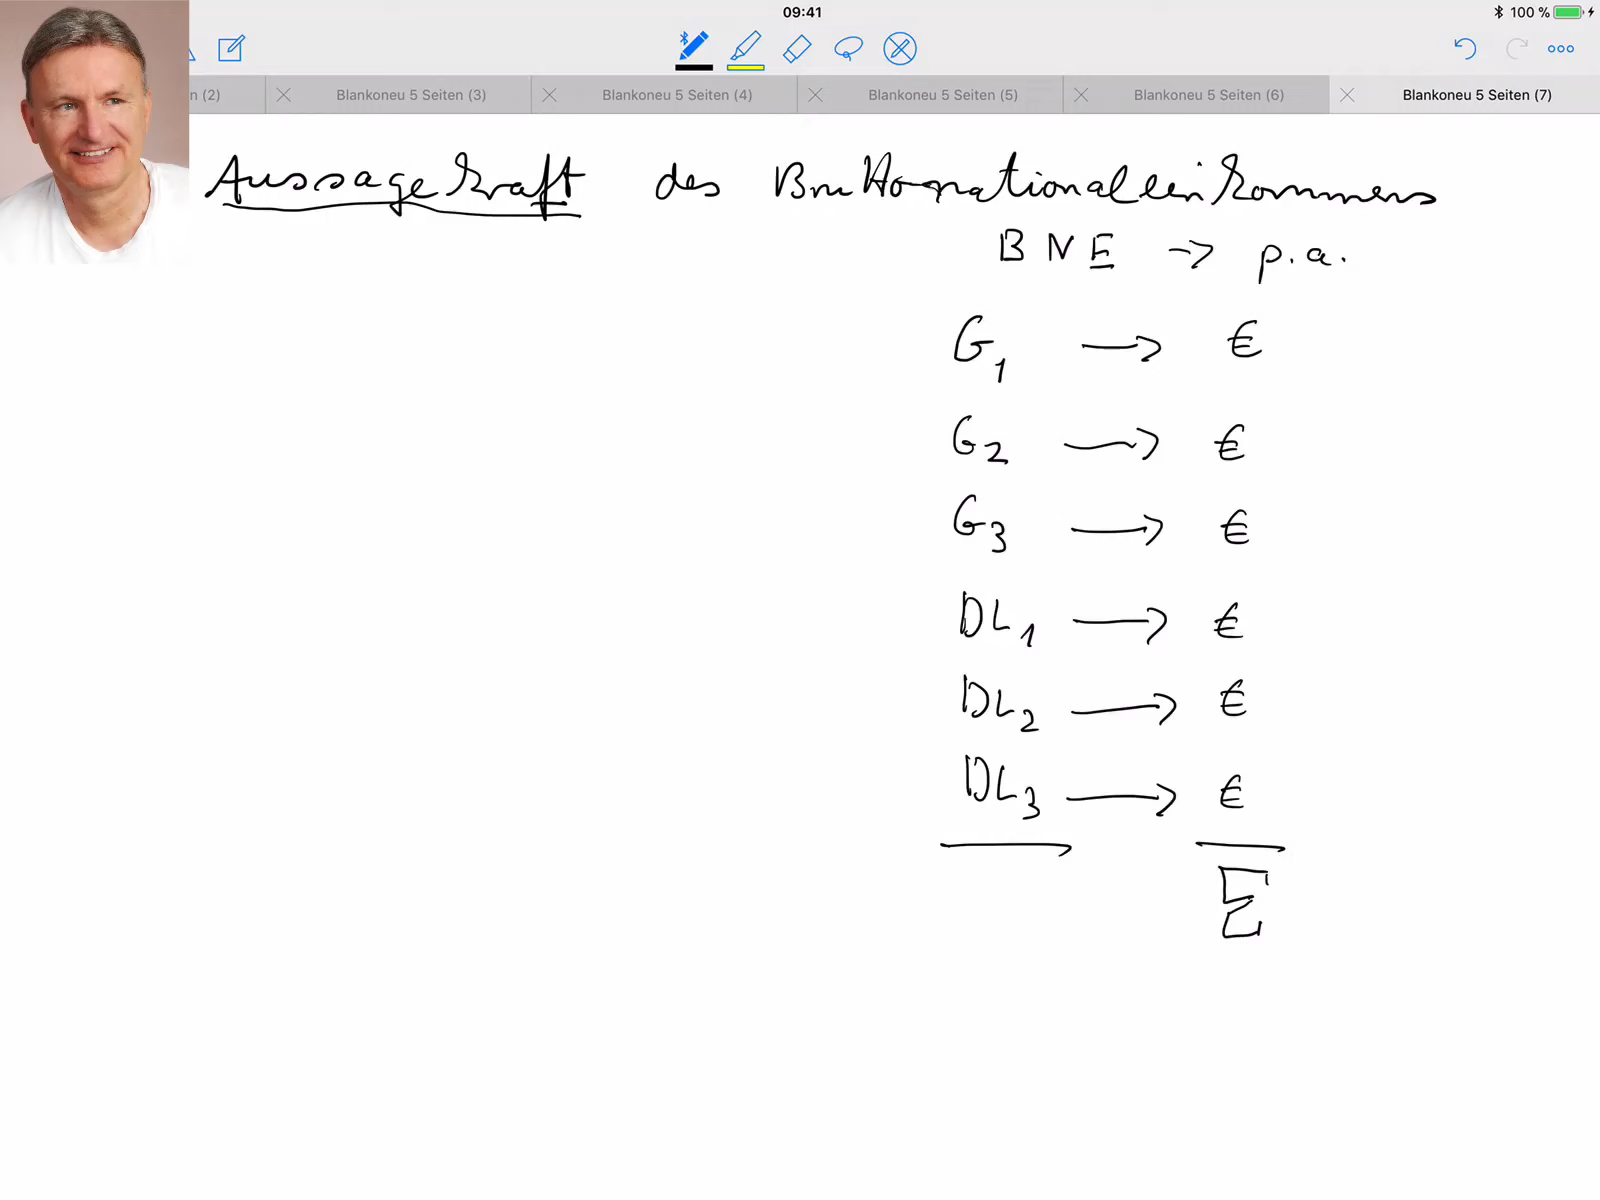 09:41
100 %
n (2)
Blankoneu 5 Seiten (3)
Blankoneu 5 Seiten (4)
Blankoneu 5 Seiten (5)
Blankoneu 5 Seiten (6)
Blankoneu 5 Seiten (7)
Aussagekraft des Bruttonationaleinkommens
BNE → p.a.
G1 → €
G2 → €
G3 → €
DL1 → €
DL2 → €
DL3 → €
Σ